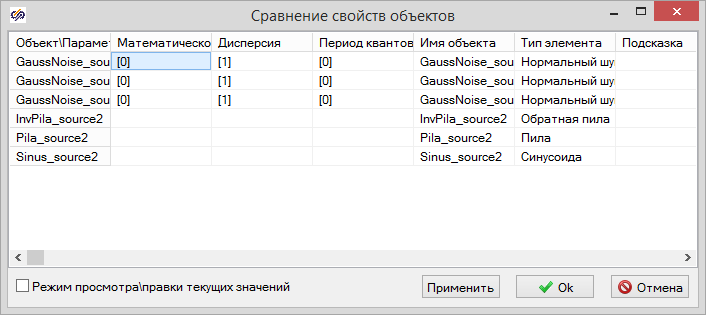 Сравнение свойств объектов
Объект\Парамет Математическо Дисперсия Период квантов Имя объекта Тип элемента Подсказка
GaussNoise_sou [0] [1] [0] GaussNoise_sou Нормальный шу
GaussNoise_sou [0] [1] [0] GaussNoise_sou Нормальный шу
GaussNoise_sou [0] [1] [0] GaussNoise_sou Нормальный шу
InvPila_source2 InvPila_source2 Обратная пила
Pila_source2 Pila_source2 Пила
Sinus_source2 Sinus_source2 Синусоида
Режим просмотра\правки текущих значений Применить Ok Отмена